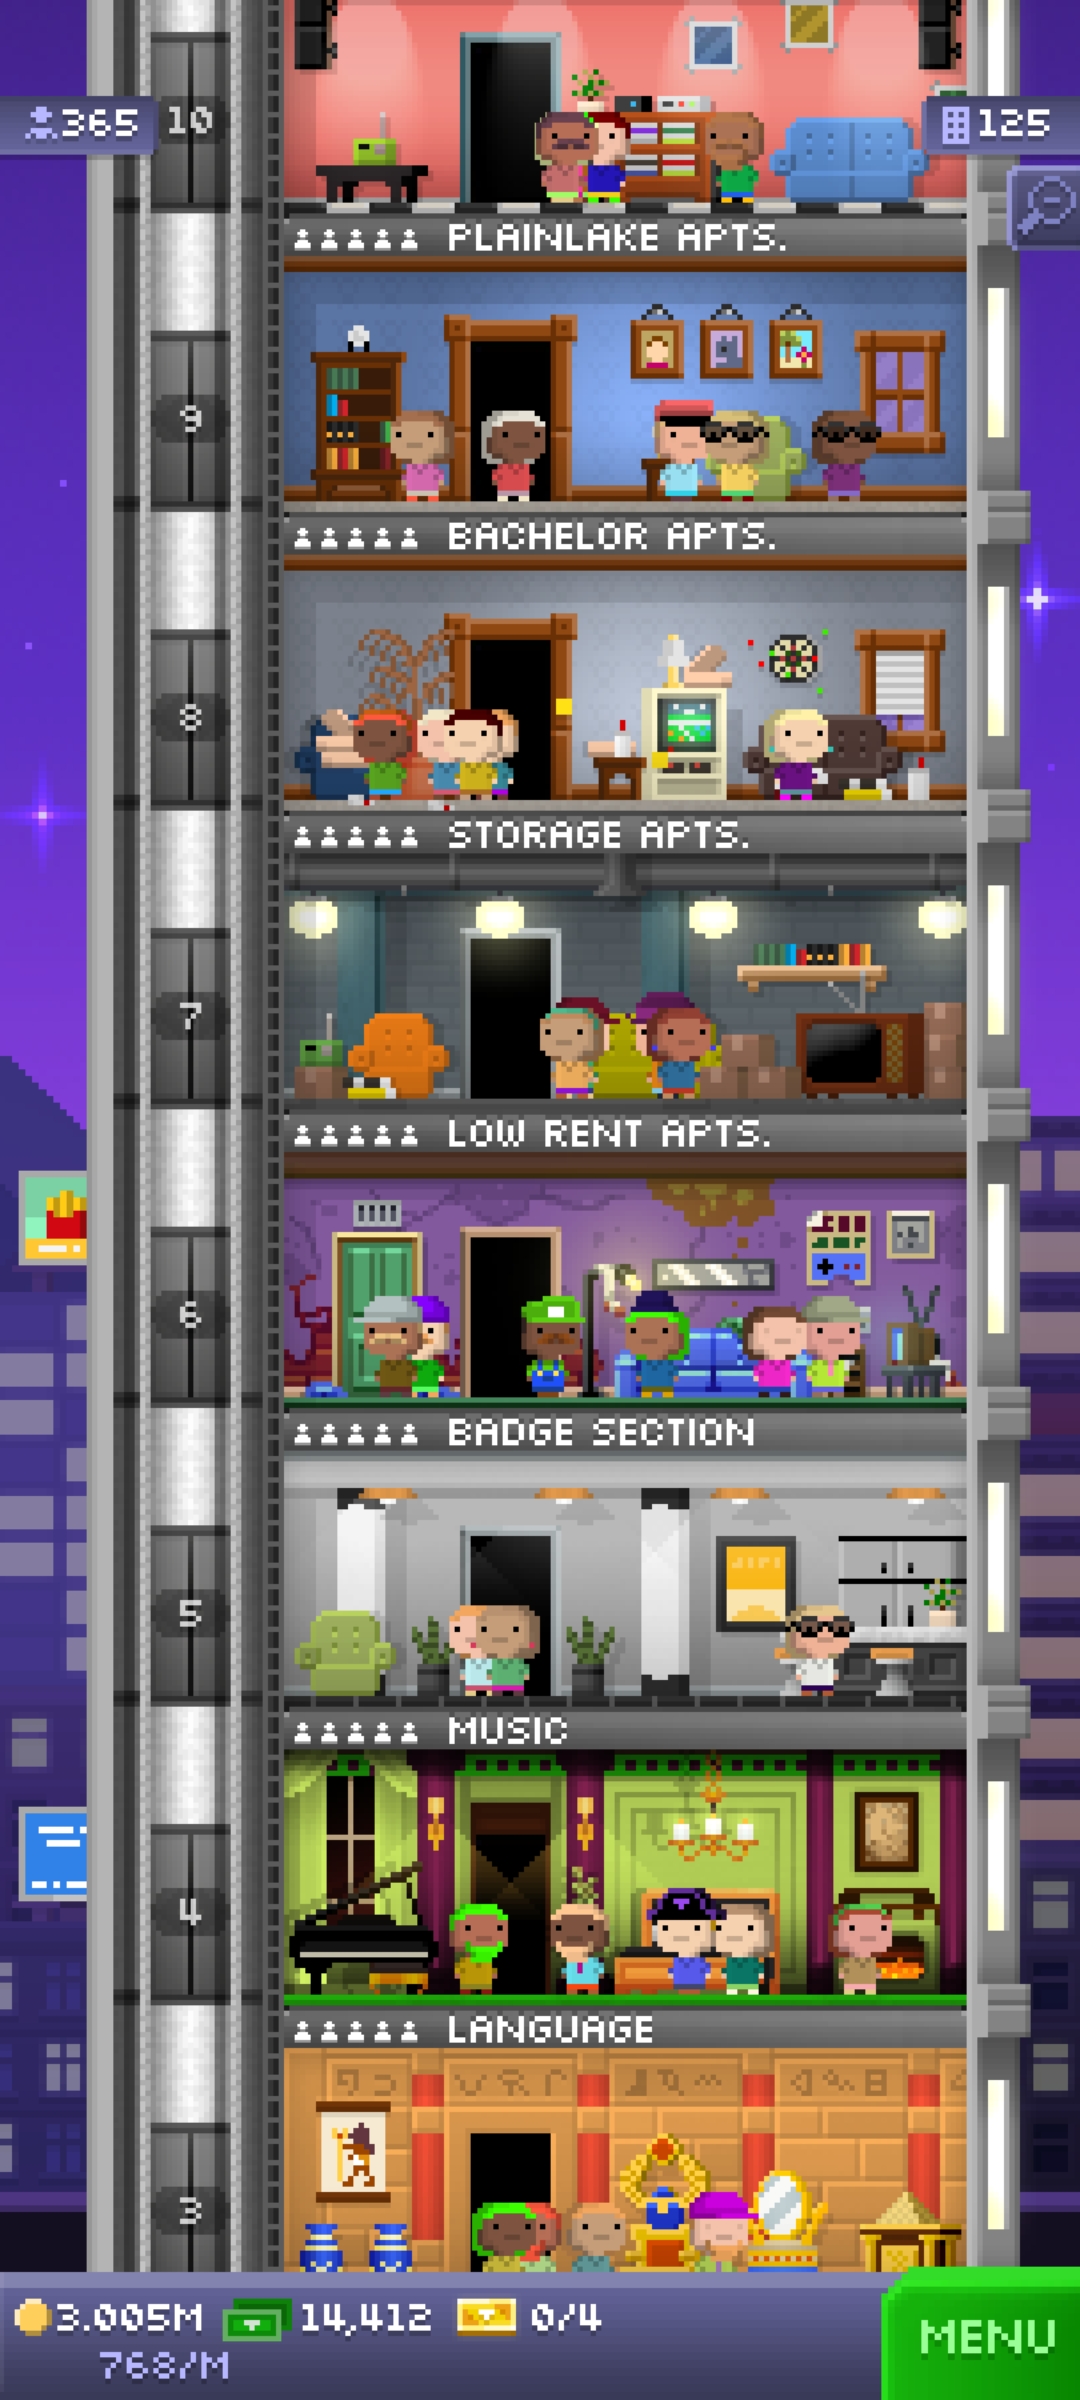 365
10
125
PLAINLAKE APTS.
9
BACHELOR APTS.
8
STORAGE APTS.
7
LOW RENT APTS.
6
BADGE SECTION
5
MUSIC
4
LANGUAGE
3
3.005M
14,412
0/4
768/M
MENU